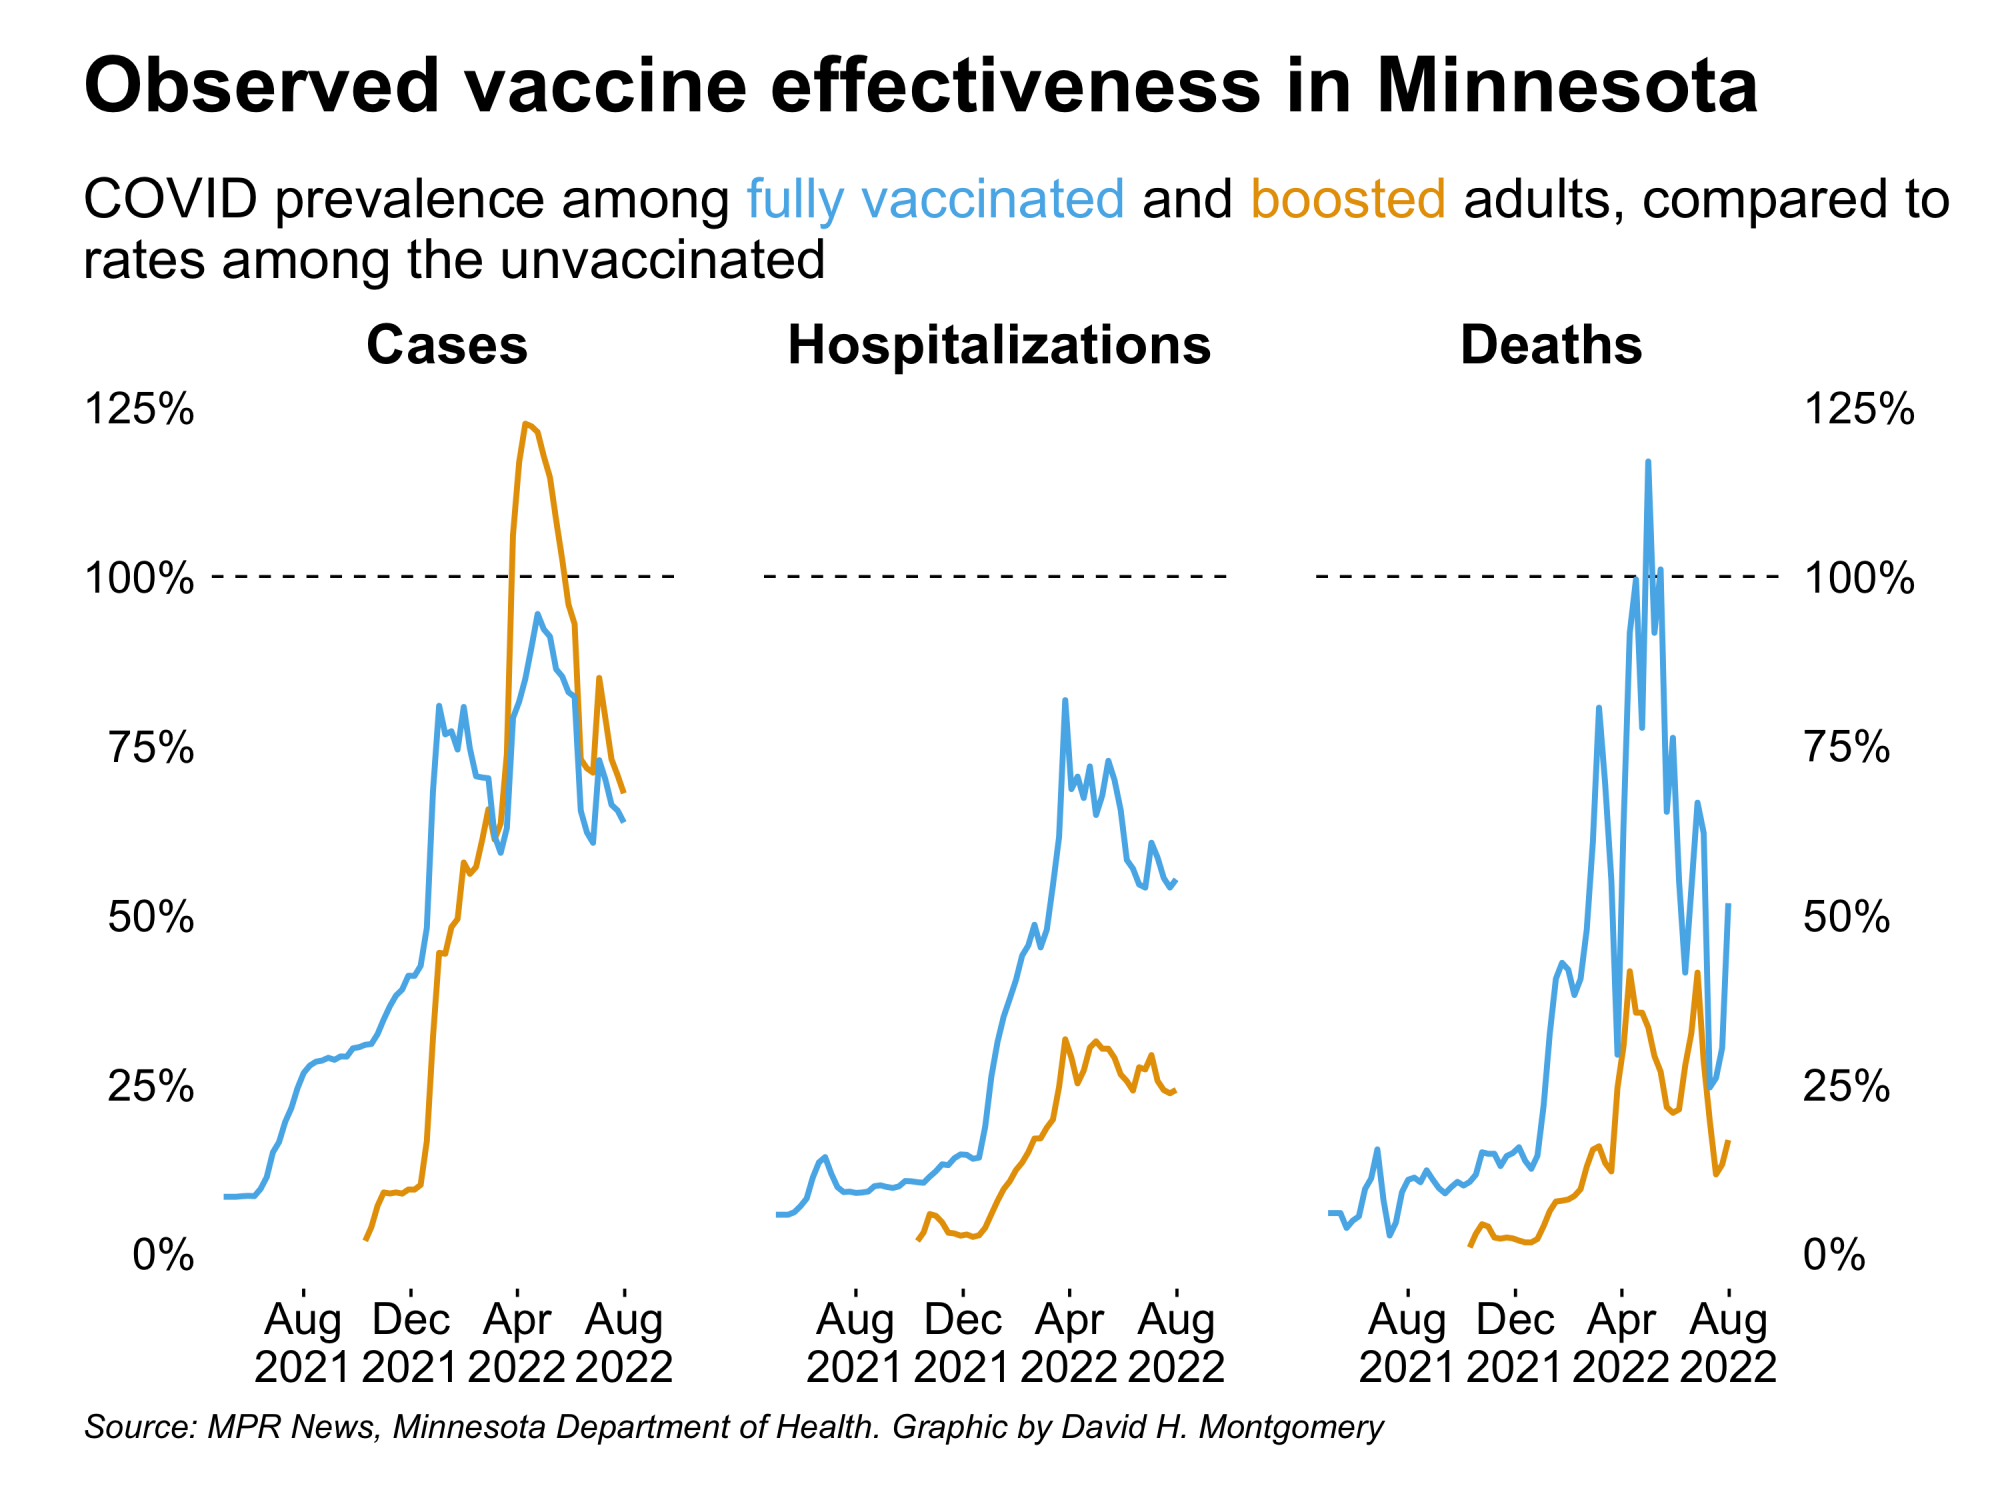 Observed vaccine effectiveness in Minnesota
COVID prevalence among fully vaccinated and boosted adults, compared to
rates among the unvaccinated
Cases Hospitalizations Deaths
125% 125%
100% 100%
75% 75%
50% 50%
25% 25%
0% 0%
Aug Dec Apr Aug Aug Dec Apr Aug Aug Dec Apr Aug
2021 2021 2022 2022 2021 2021 2022 2022 2021 2021 2022 2022
Source: MPR News, Minnesota Department of Health. Graphic by David H. Montgomery